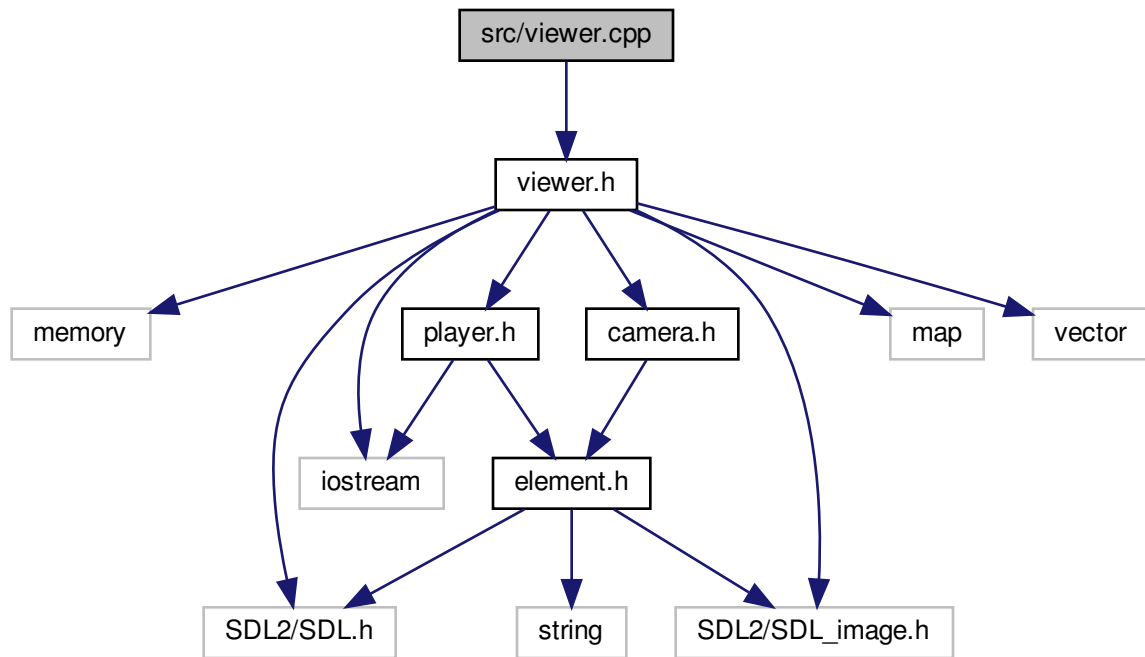 src/viewer.cpp
viewer.h
memory
player.h
camera.h
map
vector
iostream
element.h
SDL2/SDL.h
string
SDL2/SDL_image.h